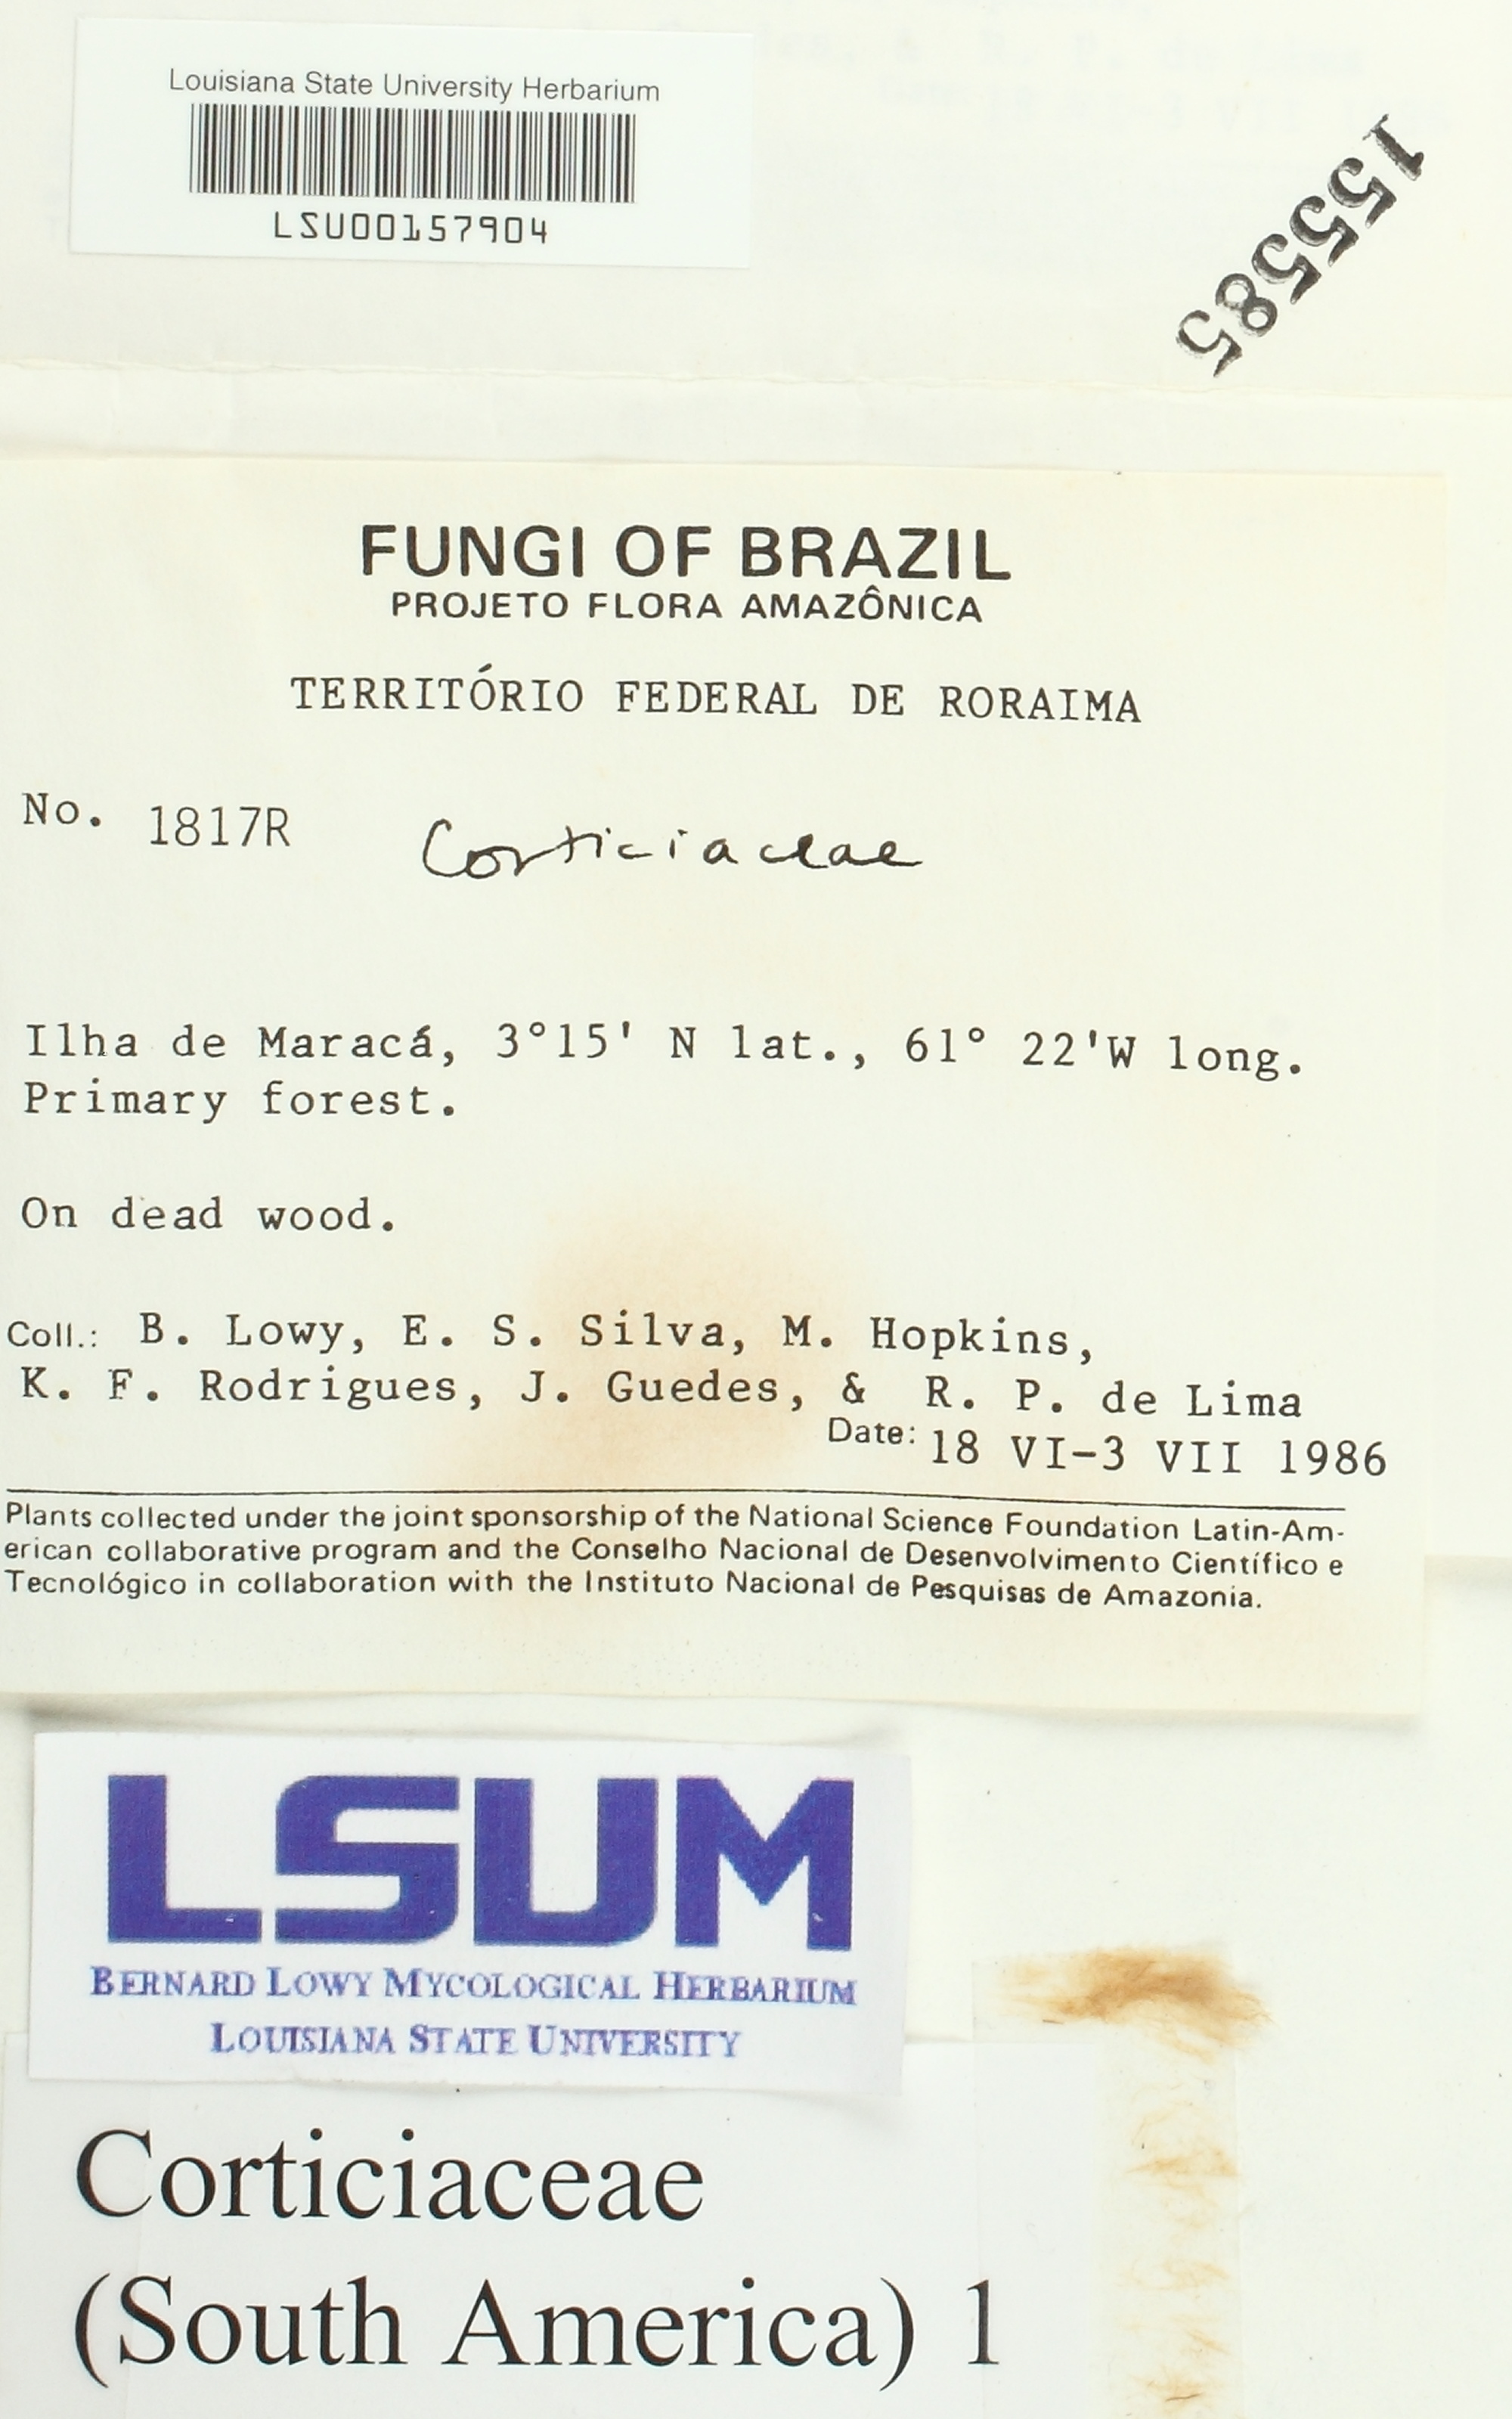 Louisiana State University Herbarium
LSU00157904
155585
FUNGI OF BRAZIL
PROJETO FLORA AMAZÔNICA
TERRITÓRIO FEDERAL DE RORAIMA
No. 1817R Corticiaceae
Ilha de Maracá, 3°15' N lat., 61° 22'W long.
Primary forest.
On dead wood.
Coll.: B. Lowy, E. S. Silva, M. Hopkins,
K. F. Rodrigues, J. Guedes, & R. P. de Lima
Date: 18 VI-3 VII 1986
Plants collected under the joint sponsorship of the National Science Foundation Latin-Am-
erican collaborative program and the Conselho Nacional de Desenvolvimento Científico e
Tecnológico in collaboration with the Instituto Nacional de Pesquisas de Amazonia.
LSUM
BERNARD LOWY MYCOLOGICAL HERBARIUM
LOUISIANA STATE UNIVERSITY
Corticiaceae
(South America) 1